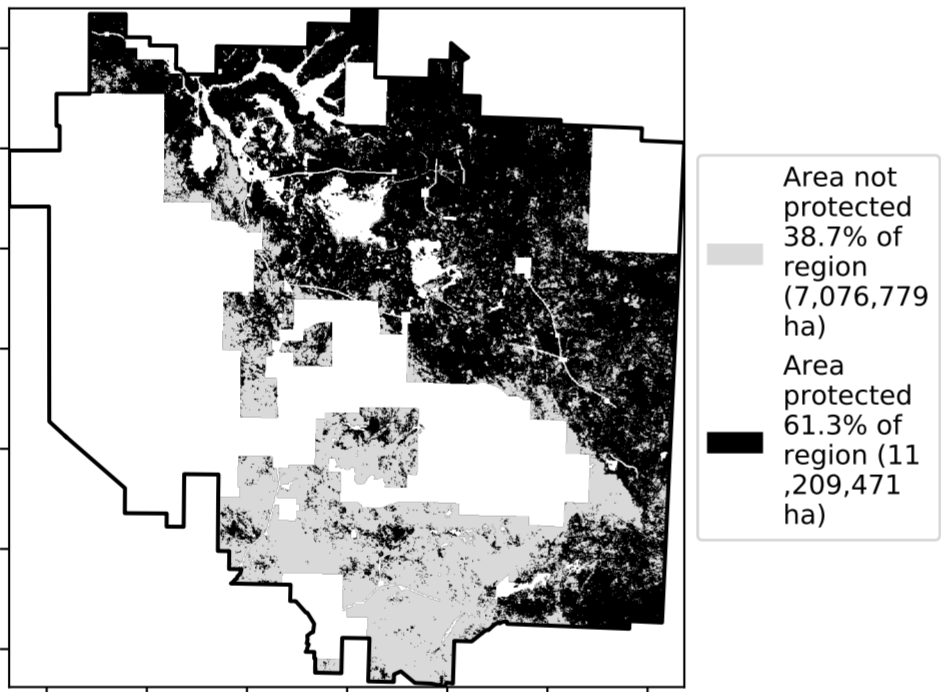 Area not
protected
38.7% of
region
(7,076,779
ha)
Area
protected
61.3% of
region (11
,209,471
ha)